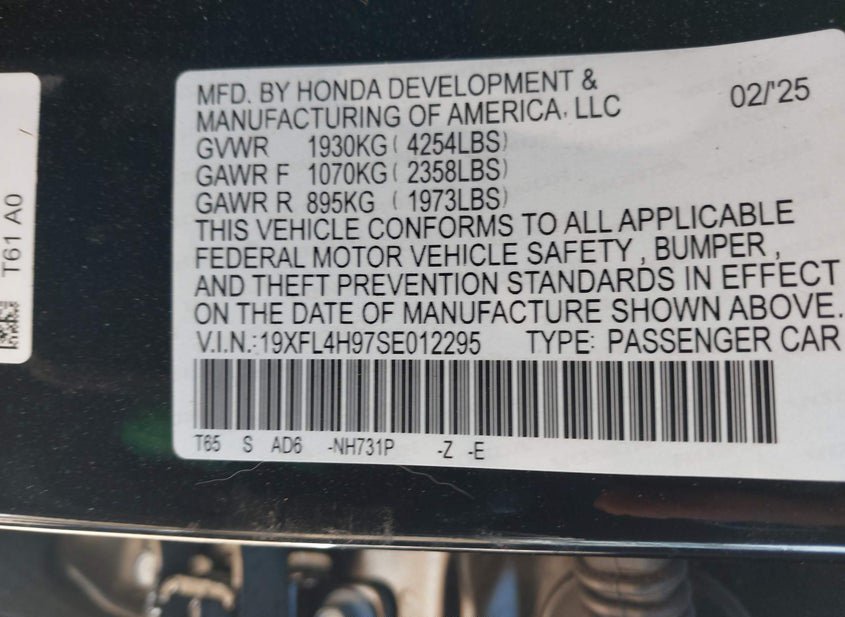 MFD. BY HONDA DEVELOPMENT &
MANUFACTURING OF AMERICA, LLC
02/'25
GVWR 1930KG ( 4254LBS)
GAWR F 1070KG ( 2358LBS)
GAWR R 895KG ( 1973LBS)
THIS VEHICLE CONFORMS TO ALL APPLICABLE
FEDERAL MOTOR VEHICLE SAFETY , BUMPER ,
AND THEFT PREVENTION STANDARDS IN EFFECT
ON THE DATE OF MANUFACTURE SHOWN ABOVE.
V.I.N.: 19XFL4H97SE012295 TYPE: PASSENGER CAR
T65 S AD6 -NH731P -Z -E
T61 A0